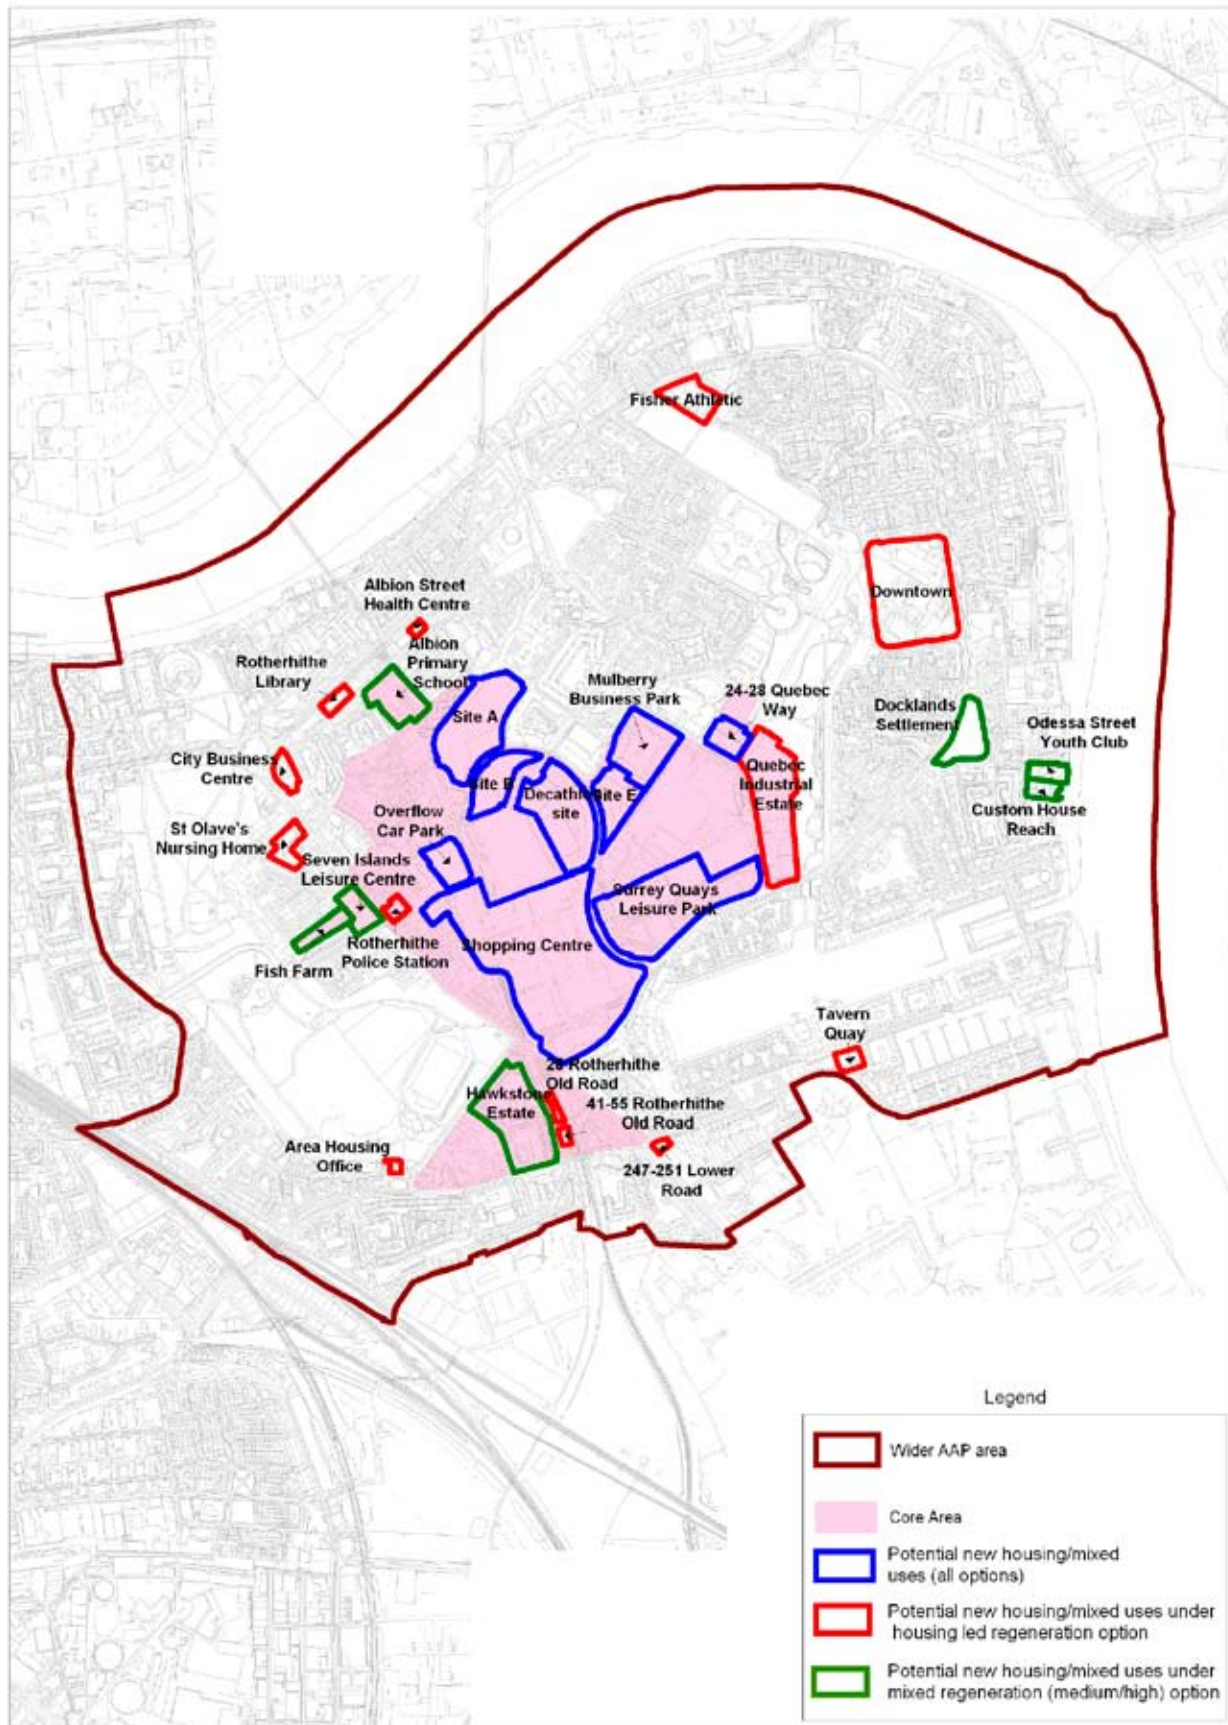 Fisher Athletic
Downtown
Albion Street
Health Centre
Albion
Primary
School
Rotherhithe
Library
Site A
Mulberry
Business Park
24-28 Quebec
Way
Docklands
Settlement
Odessa Street
Youth Club
City Business
Centre
Site B
Decathlon
site
Site E
Quebec
Industrial
Estate
Custom House
Reach
Overflow
Car Park
St Olave's
Nursing Home
Seven Islands
Leisure Centre
Surrey Quays
Leisure Park
Shopping Centre
Rotherhithe
Police Station
Fish Farm
Tavern
Quay
28 Rotherhithe
Old Road
Hawkstone
Estate
41-55 Rotherhithe
Old Road
Area Housing
Office
247-251 Lower
Road
Legend
Wider AAP area
Core Area
Potential new housing/mixed
uses (all options)
Potential new housing/mixed uses under
housing led regeneration option
Potential new housing/mixed uses under
mixed regeneration (medium/high) option